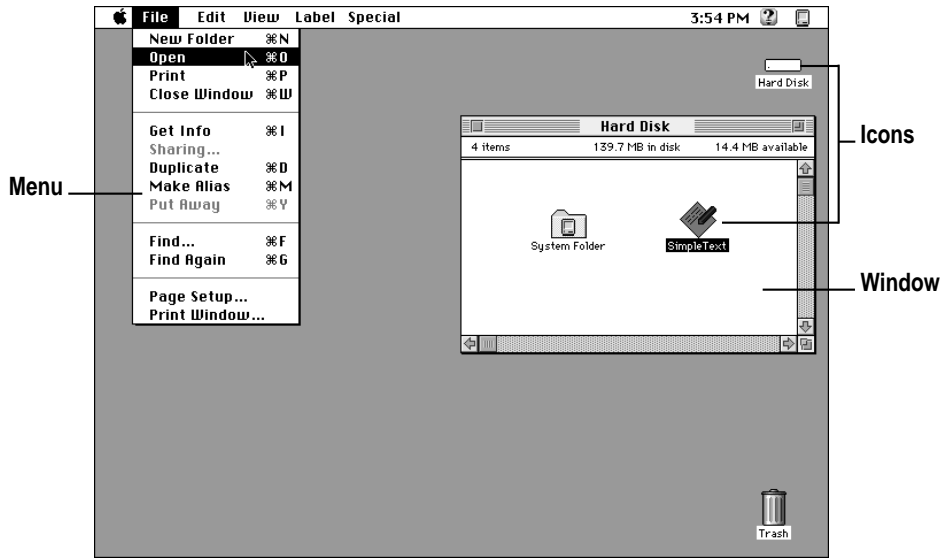 File Edit View Label Special 3:54 PM
New Folder ⌘N
Open ⌘O
Print ⌘P
Close Window ⌘W
Get Info ⌘I
Sharing...
Duplicate ⌘D
Make Alias ⌘M
Put Away ⌘Y
Find... ⌘F
Find Again ⌘G
Page Setup...
Print Window...
Menu
Hard Disk
Icons
Hard Disk
4 items 139.7 MB in disk 14.4 MB available
System Folder
SimpleText
Window
Trash